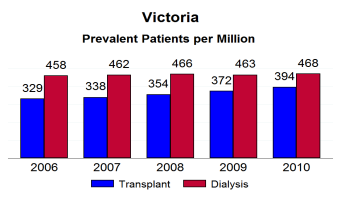 Victoria
Prevalent Patients per Million
329 458 338 462 354 466 372 463 394 468
2006 2007 2008 2009 2010
Transplant Dialysis